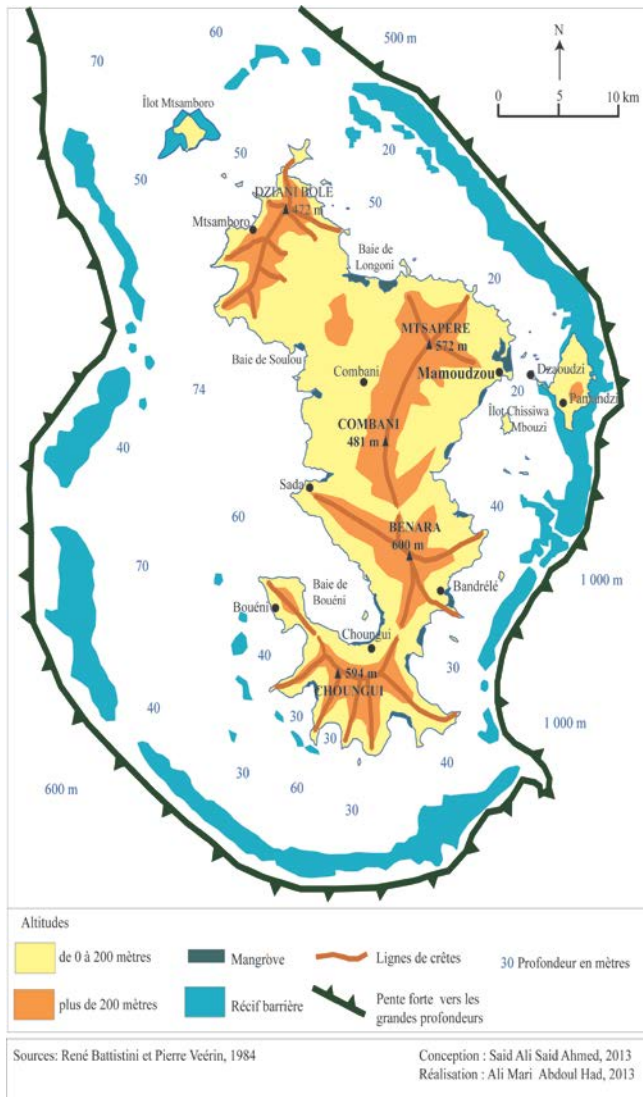 60
500 m
70
N
0 5 10 km
Îlot Mtsamboro
50
20
50
DZIANI BOLE
472 m
50
Mtsamboro
Baie de
Longoni
20
MTSAPERE
572 m
Baie de Soulou
Mamoudzou
Dzaoudzi
74
Combani
20
Pamandzi
Îlot Chissiwa
Mbouzi
COMBANI
481 m
40
Sada
40
60
BENARA
600 m
70
Baie de
Bouéni
Bandrélé
1 000 m
Bouéni
Choungui
40
30
594 m
CHOUNGUI
40
30
30
1 000 m
600 m
30
60
40
30
Altitudes
de 0 à 200 mètres
Mangròve
Lignes de crêtes
30 Profondeur en mètres
plus de 200 mètres
Récif barrière
Pente forte vers les
grandes profondeurs
Sources: René Battistini et Pierre Veérin, 1984
Conception : Said Ali Said Ahmed, 2013
Réalisation : Ali Mari Abdoul Had, 2013